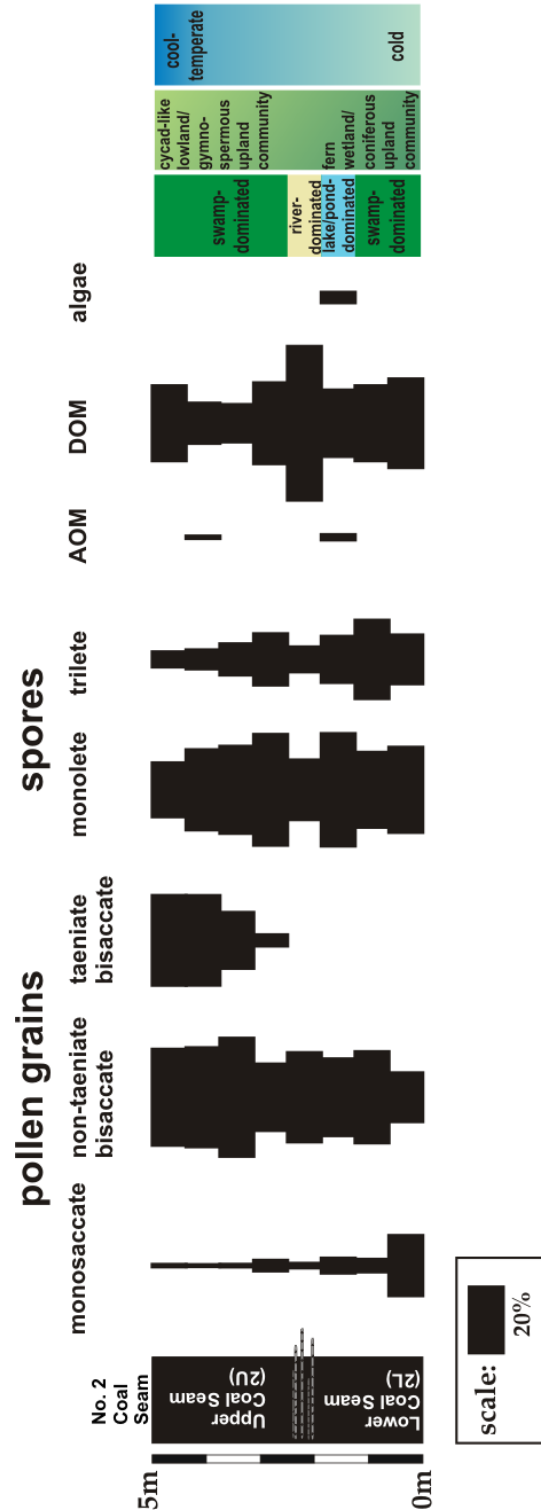 pollen grains
spores
No. 2
Coal
Seam
monosaccate
non-taeniate
bisaccate
taeniate
bisaccate
monolete
trilete
AOM
DOM
algae
5m
0m
Upper
Coal Seam
(2U)
Lower
Coal Seam
(2L)
swamp-
dominated
river-
dominated
lake/pond-
dominated
swamp-
dominated
cycad-like
lowland/
gymno-
spermous
upland
community
fern
wetland/
coniferous
upland
community
cool-
temperate
cold
scale:
20%